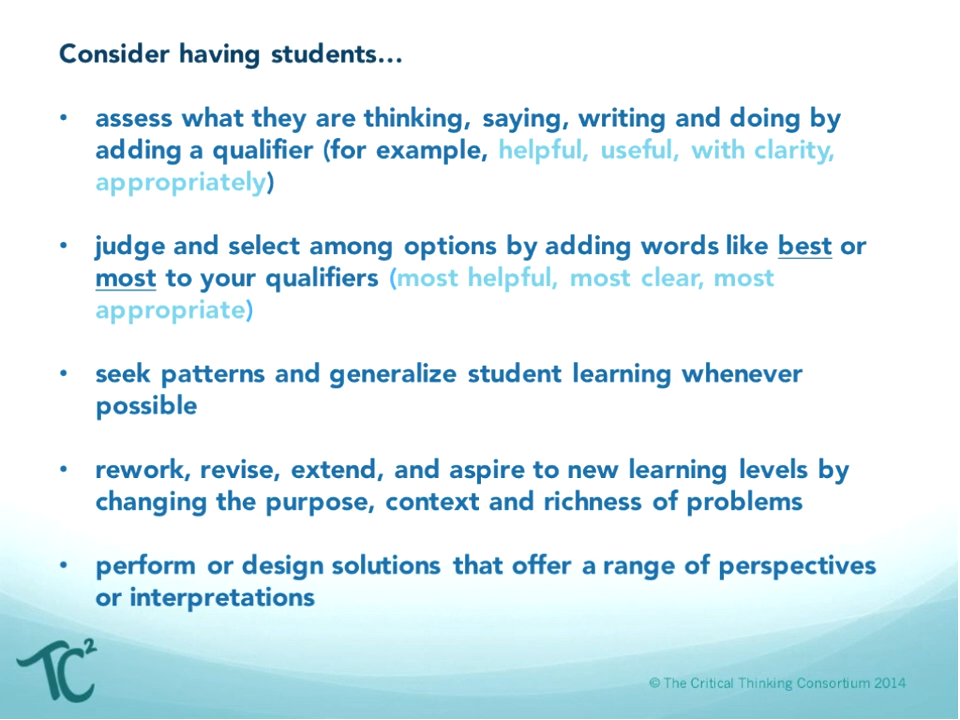 Consider having students…
• assess what they are thinking, saying, writing and doing by
adding a qualifier (for example, helpful, useful, with clarity,
appropriately)
• judge and select among options by adding words like best or
most to your qualifiers (most helpful, most clear, most
appropriate)
• seek patterns and generalize student learning whenever
possible
• rework, revise, extend, and aspire to new learning levels by
changing the purpose, context and richness of problems
• perform or design solutions that offer a range of perspectives
or interpretations
TC²
© The Critical Thinking Consortium 2014